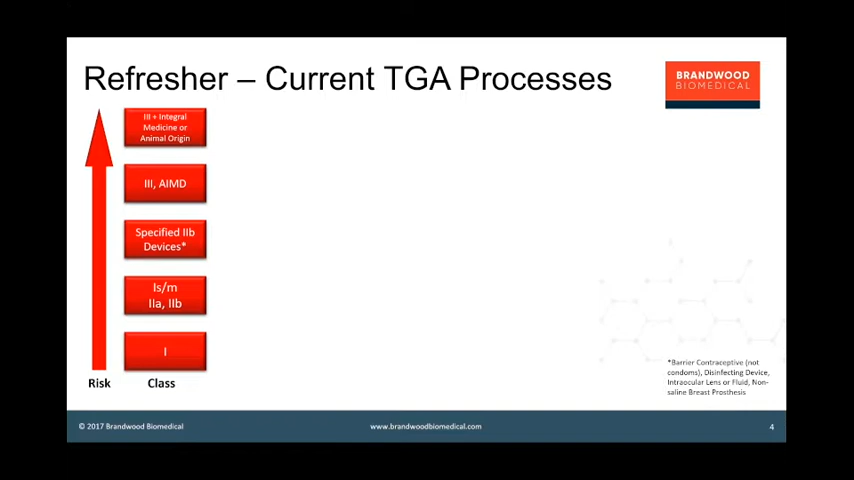 Refresher – Current TGA Processes
BRANDWOOD
BIOMEDICAL
III + Integral
Medicine or
Animal Origin
III, AIMD
Specified IIb
Devices*
Is/m
IIa, IIb
I
Risk
Class
*Barrier Contraceptive (not
condoms), Disinfecting Device,
Intraocular Lens or Fluid, Non-
saline Breast Prosthesis
© 2017 Brandwood Biomedical
www.brandwoodbiomedical.com
4